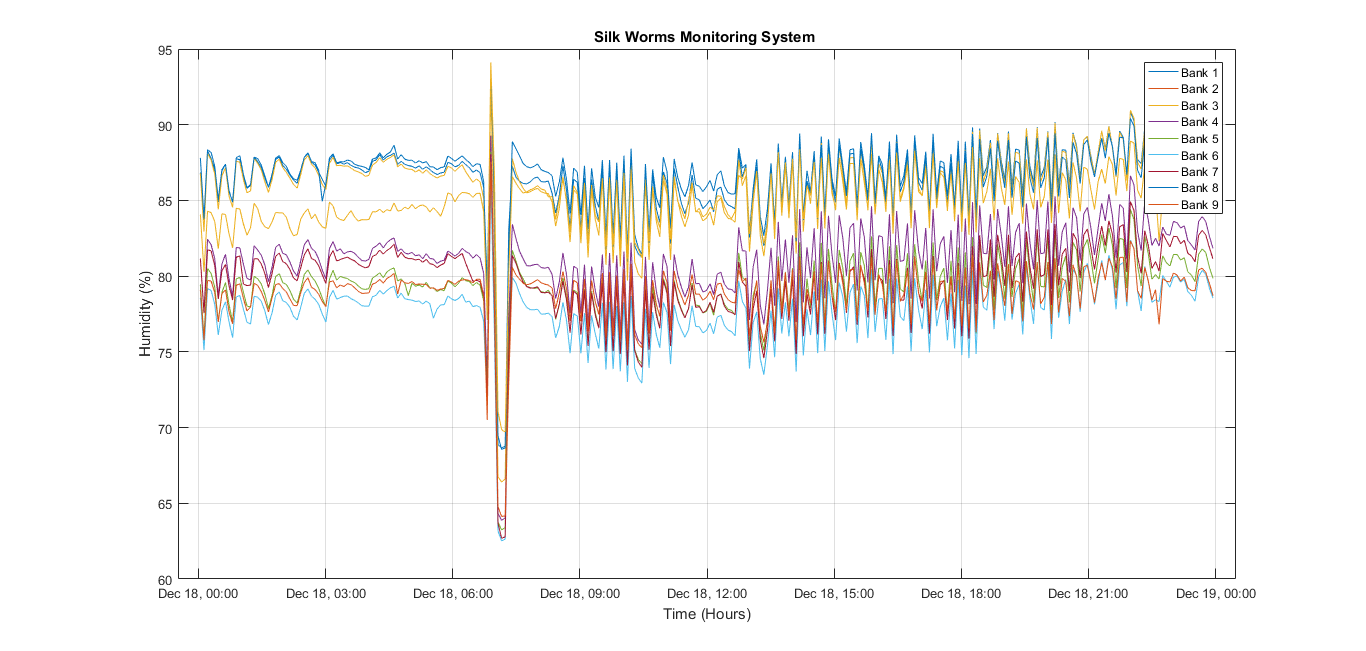 Silk Worms Monitoring System
95
90
85
80
75
70
65
60
Humidity (%)
Bank 1
Bank 2
Bank 3
Bank 4
Bank 5
Bank 6
Bank 7
Bank 8
Bank 9
Dec 18, 00:00 Dec 18, 03:00 Dec 18, 06:00 Dec 18, 09:00 Dec 18, 12:00 Dec 18, 15:00 Dec 18, 18:00 Dec 18, 21:00 Dec 19, 00:00
Time (Hours)